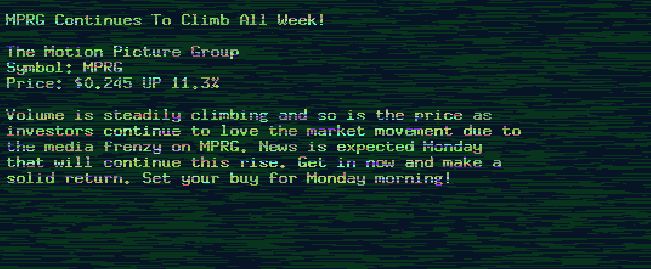 MPRG Continues To Climb All Week!
The Motion Picture Group
Symbol: MPRG
Price: $0.245 UP 11.3%
Volume is steadily climbing and so is the price as
investors continue to love the market movement due to
the media frenzy on MPRG. News is expected Monday
that will continue this rise. Get in now and make a
solid return. Set your buy for Monday morning!